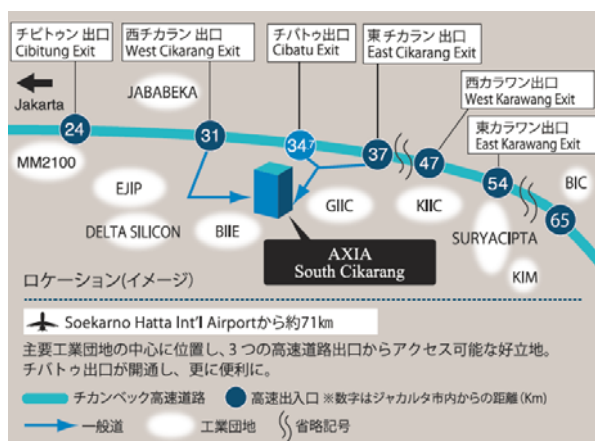 チビトゥン 出口
Cibitung Exit
西チカラン 出口
West Cikarang Exit
チバトゥ 出口
Cibatu Exit
東 チカラン 出口
East Cikarang Exit
Jakarta
JABABEKA
西カラワン出口
West Karawang Exit
東カラワン出口
East Karawang Exit
24
31
34.7
37
47
54
65
MM2100
EJIP
DELTA SILICON
BIIE
GIIC
KIIC
BIC
SURYACIPTA
KIM
AXIA
South Cikarang
ロケーション(イメージ)
Soekarno Hatta Int'l Airportから約71km
主要工業団地の中心に位置し、3つの高速道路出口からアクセス可能な好立地。
チバトゥ出口が開通し、更に便利に。
チカンペック高速道路 高速出入口 ※数字はジャカルタ市内からの距離(Km)
一般道 工業団地 省略記号